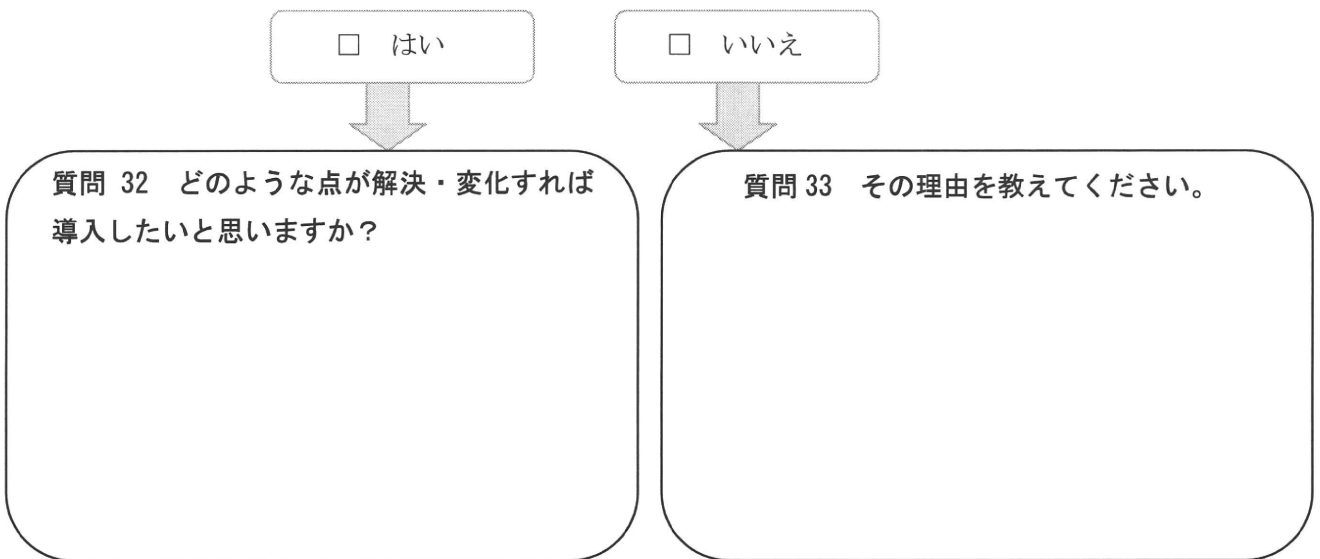 □ はい
□ いいえ
質問 32 どのような点が解決・変化すれば
導入したいと思いますか？
質問 33 その理由を教えてください。